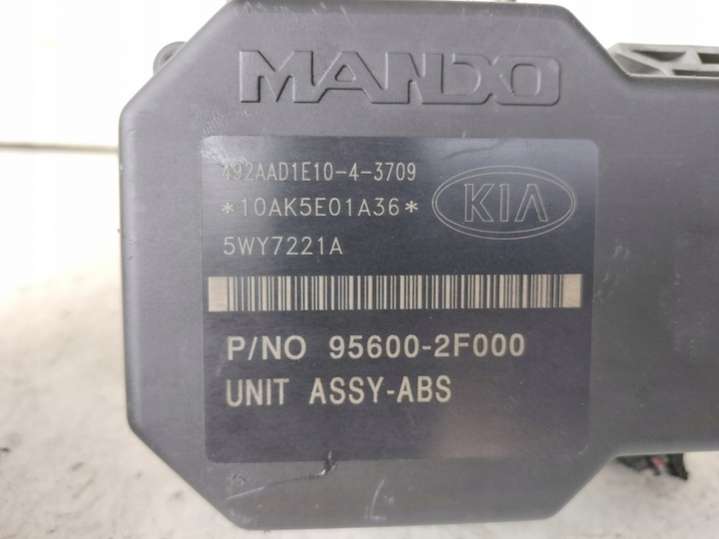 MANDO
492AAD1E10-4-3709
*10AK5E01A36*
KIA
5WY7221A
P/NO 95600-2F000
UNIT ASSY-ABS